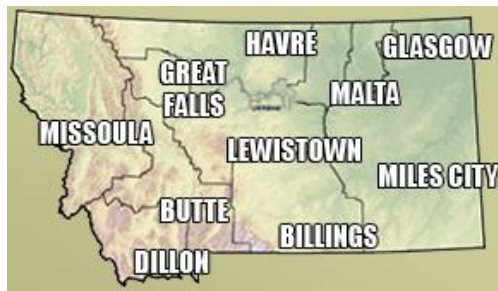 HAVRE
GLASGOW
GREAT
FALLS
MALTA
MISSOULA
LEWISTOWN
MILES CITY
BUTTE
BILLINGS
DILLON